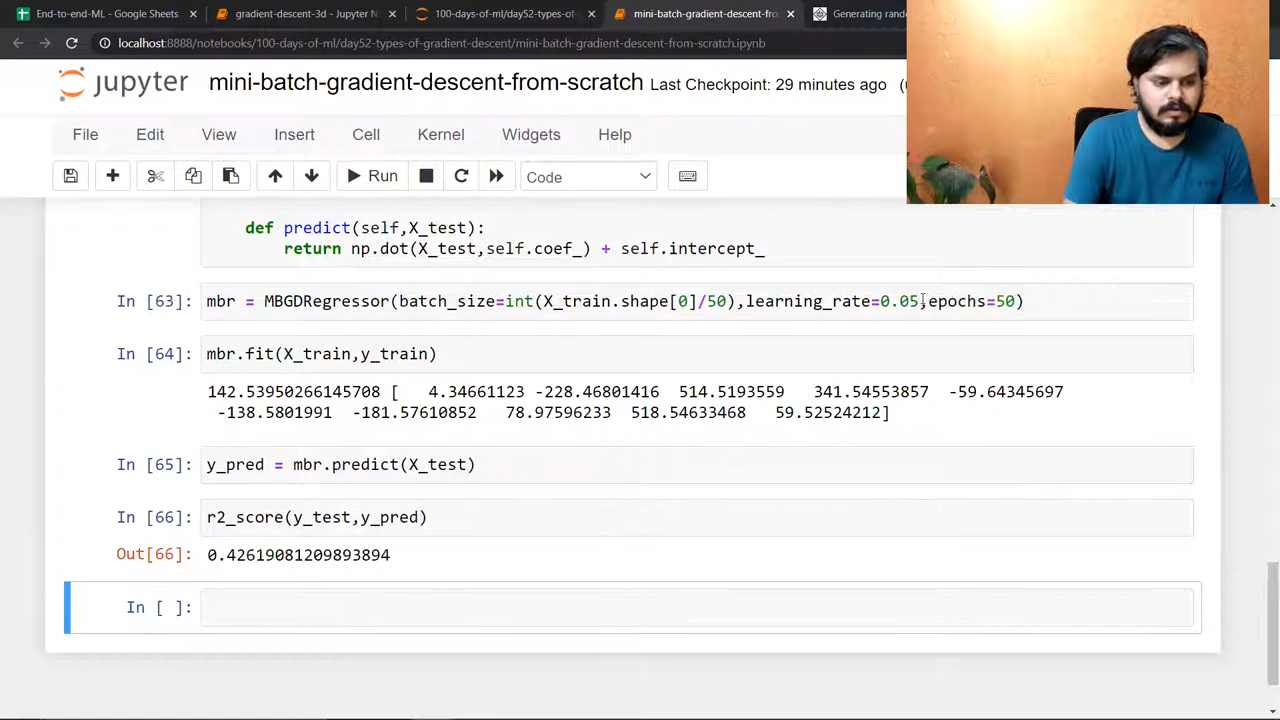 End-to-End-ML - Google Sheets
gradient-descent-3d - Jupyter N
100-days-of-ml/day52-types-of-
mini-batch-gradient-descent-fro
Generating rando
localhost:8888/notebooks/100-days-of-ml/day52-types-of-gradient-descent/mini-batch-gradient-descent-from-scratch.ipynb
jupyter mini-batch-gradient-descent-from-scratch Last Checkpoint: 29 minutes ago
File Edit View Insert Cell Kernel Widgets Help
Run Code
def predict(self,X_test):
return np.dot(X_test,self.coef_) + self.intercept_
In [63]: mbr = MBGDRegressor(batch_size=int(X_train.shape[0]/50),learning_rate=0.05,epochs=50)
In [64]: mbr.fit(X_train,y_train)
142.53950266145708 [ 4.34661123 -228.46801416 514.5193559 341.54553857 -59.64345697
-138.5801991 -181.57610852 78.97596233 518.54633468 59.52524212]
In [65]: y_pred = mbr.predict(X_test)
In [66]: r2_score(y_test,y_pred)
Out[66]: 0.42619081209893894
In [ ]: